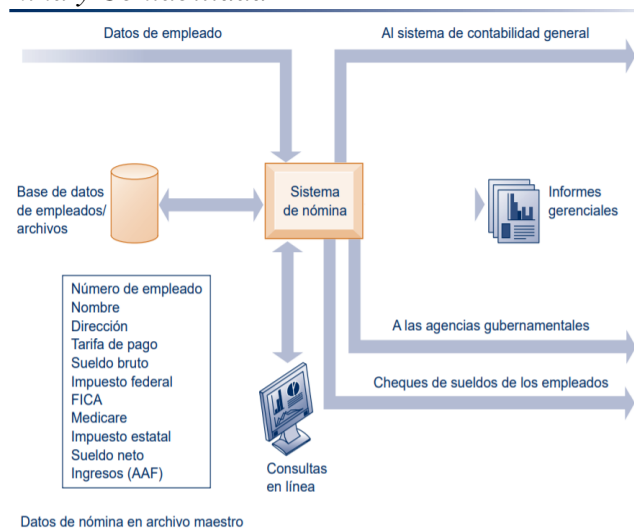 Datos de empleado
Al sistema de contabilidad general
Base de datos
de empleados/
archivos
Sistema
de nómina
Informes
gerenciales
Número de empleado
Nombre
Dirección
Tarifa de pago
Sueldo bruto
Impuesto federal
FICA
Medicare
Impuesto estatal
Sueldo neto
Ingresos (AAF)
A las agencias gubernamentales
Cheques de sueldos de los empleados
Consultas
en línea
Datos de nómina en archivo maestro